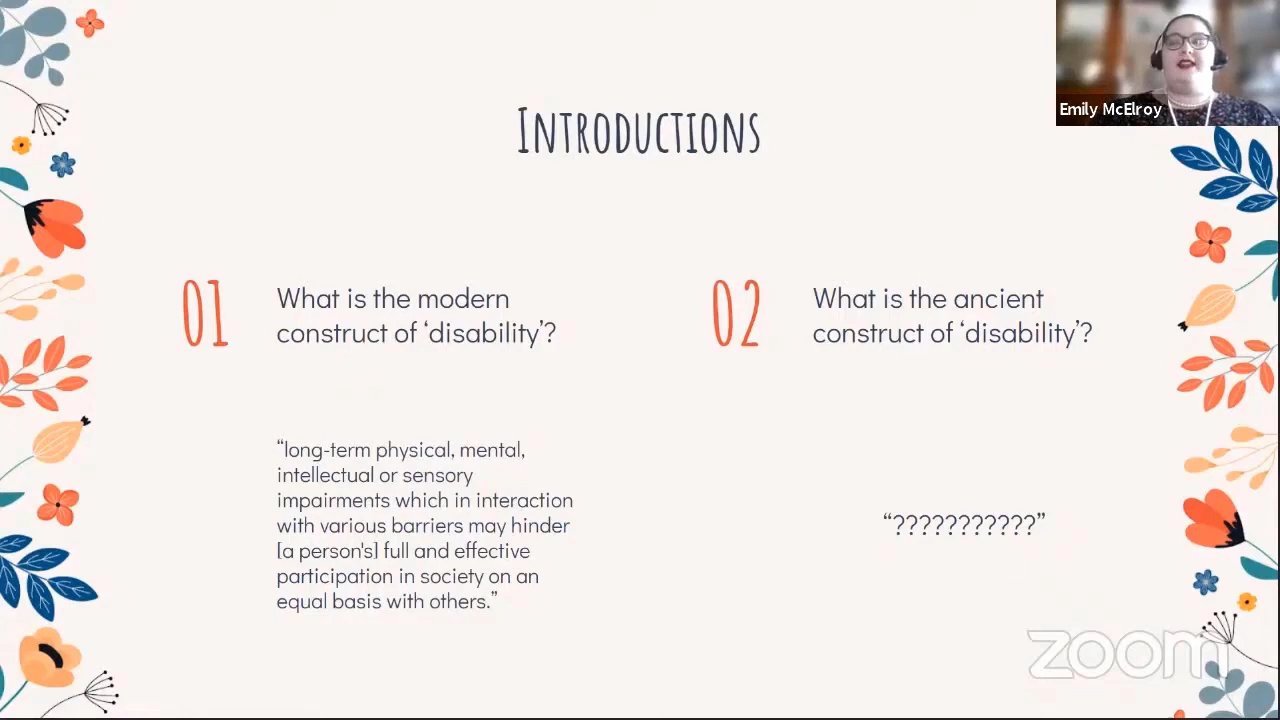 Emily McElroy
Introductions
01
What is the modern
construct of ‘disability’?
“long-term physical, mental,
intellectual or sensory
impairments which in interaction
with various barriers may hinder
[a person's] full and effective
participation in society on an
equal basis with others.”
02
What is the ancient
construct of ‘disability’?
“???????????”
zoom